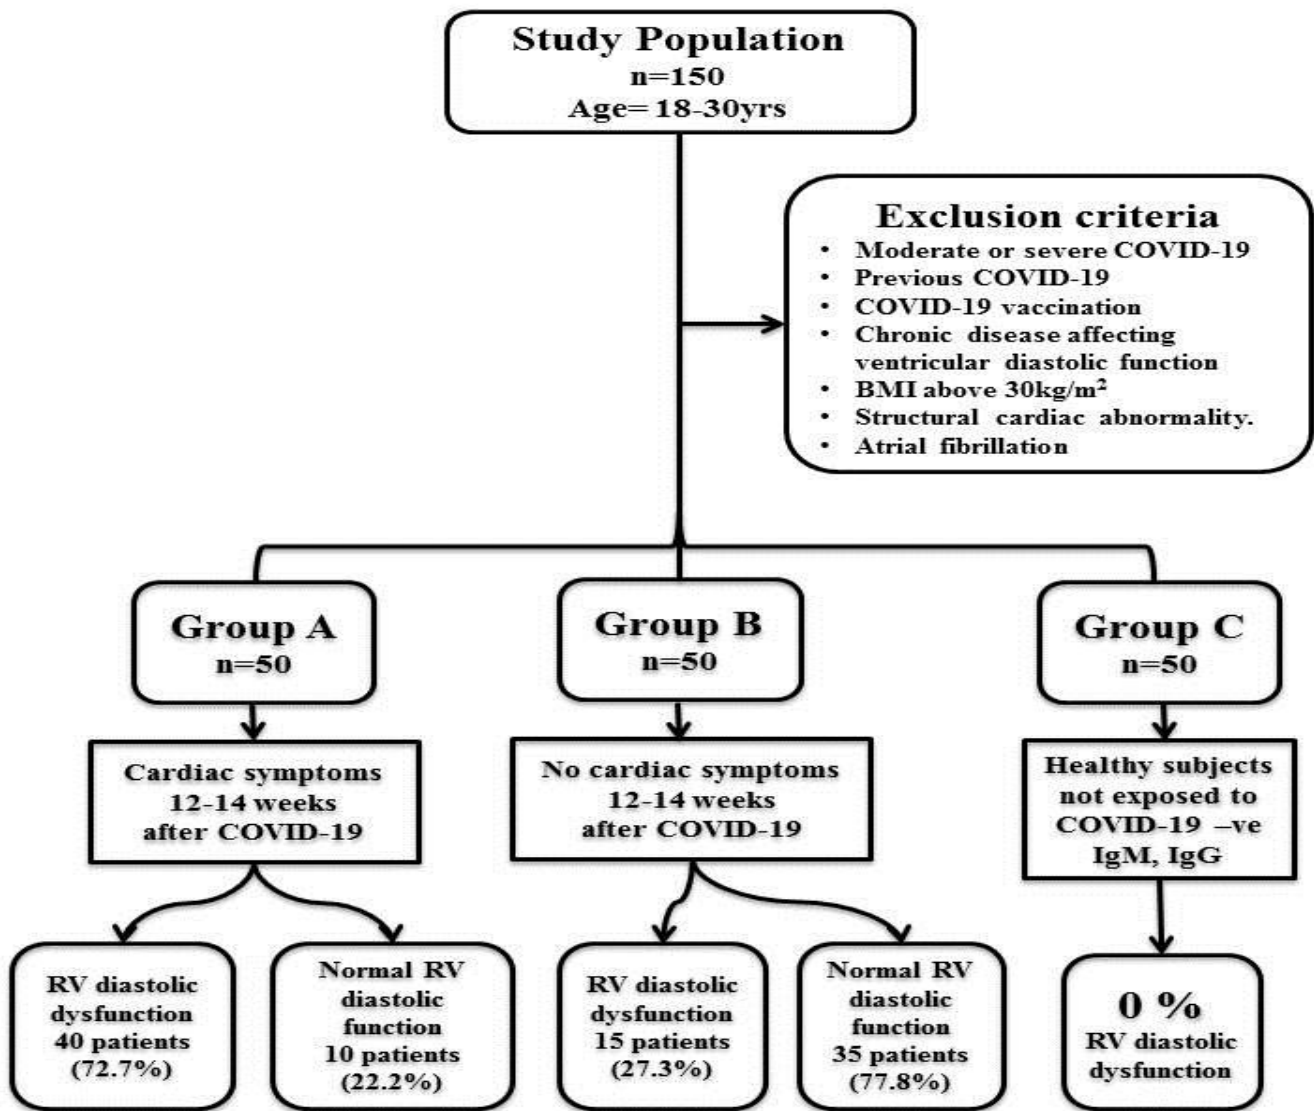 Study Population
n=150
Age= 18-30yrs
Exclusion criteria
• Moderate or severe COVID-19
• Previous COVID-19
• COVID-19 vaccination
• Chronic disease affecting
ventricular diastolic function
• BMI above 30kg/m²
• Structural cardiac abnormality.
• Atrial fibrillation
Group A
n=50
Group B
n=50
Group C
n=50
Cardiac symptoms
12-14 weeks
after COVID-19
No cardiac symptoms
12-14 weeks
after COVID-19
Healthy subjects
not exposed to
COVID-19 –ve
IgM, IgG
RV diastolic
dysfunction
40 patients
(72.7%)
Normal RV
diastolic
function
10 patients
(22.2%)
RV diastolic
dysfunction
15 patients
(27.3%)
Normal RV
diastolic
function
35 patients
(77.8%)
0 %
RV diastolic
dysfunction